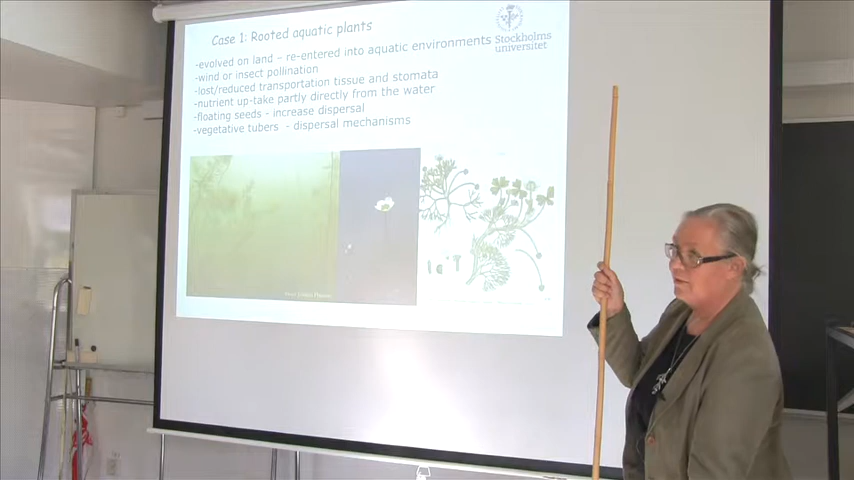 Case 1: Rooted aquatic plants
Stockholms
universitet
-evolved on land – re-entered into aquatic environments
-wind or insect pollination
-lost/reduced transportation tissue and stomata
-nutrient up-take partly directly from the water
-floating seeds - increase dispersal
-vegetative tubers - dispersal mechanisms